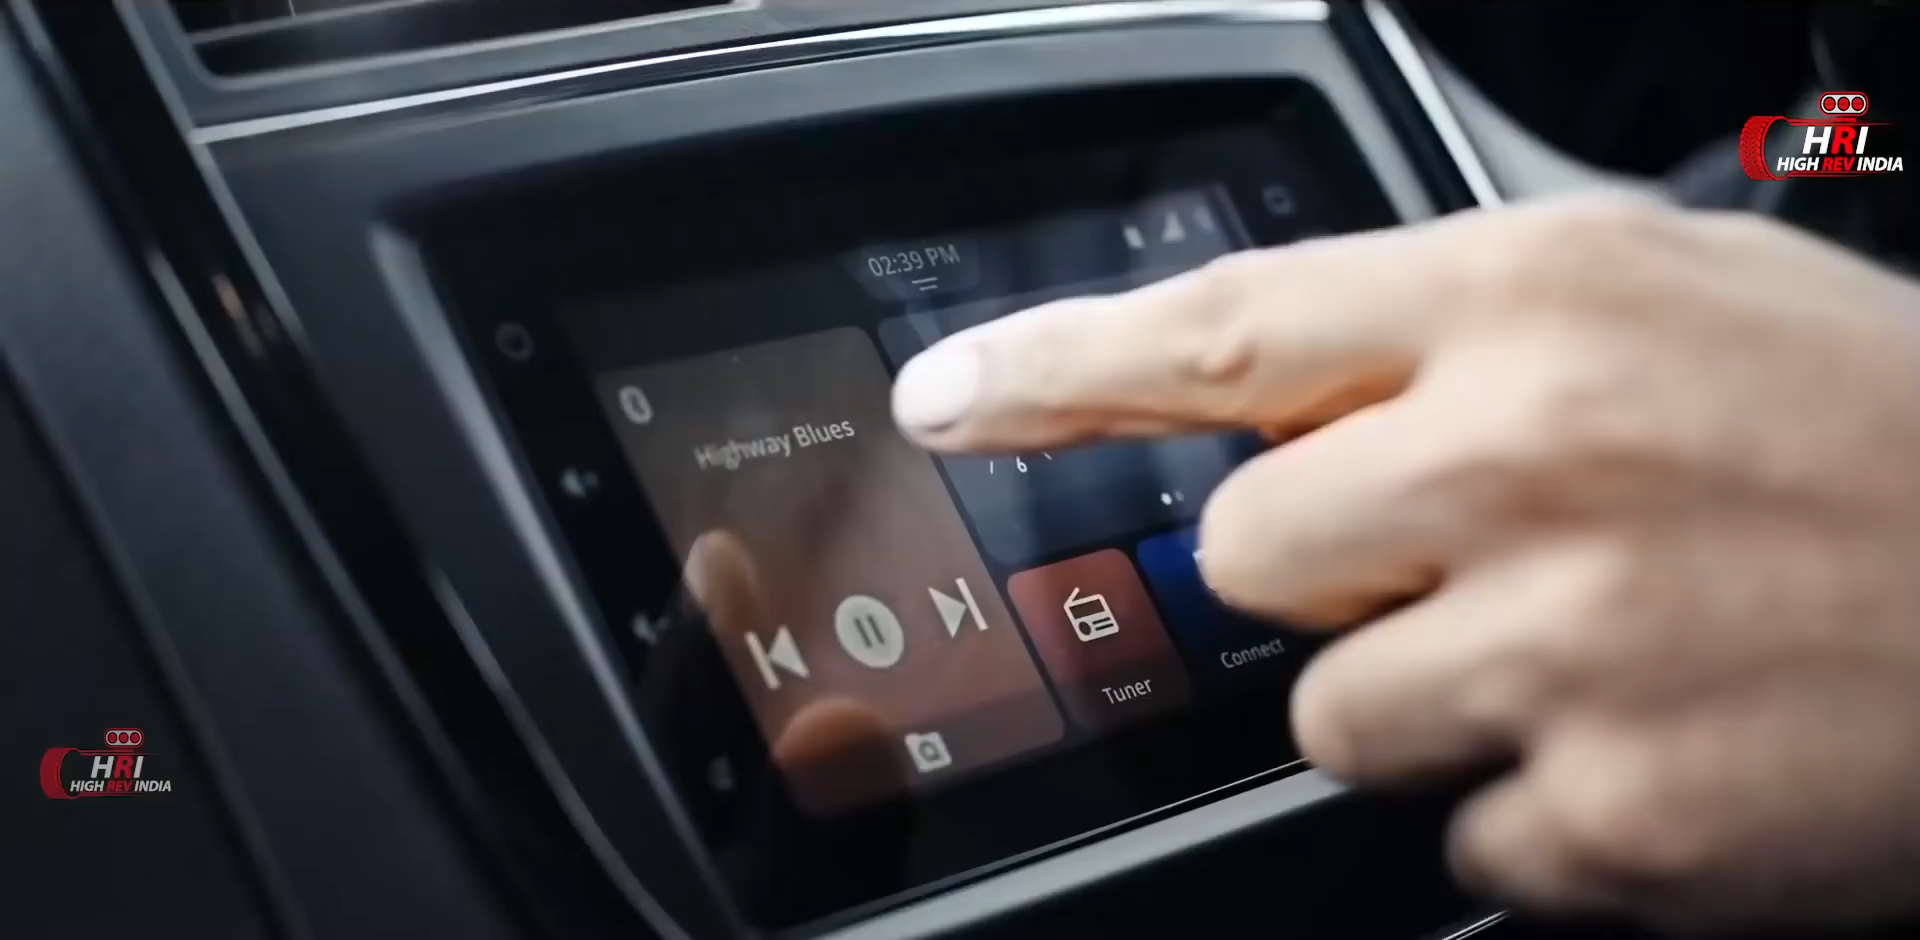 HRI
HIGH REV INDIA
02:39 PM
Highway Blues
6
Tuner
Connect
HRI
HIGH REV INDIA